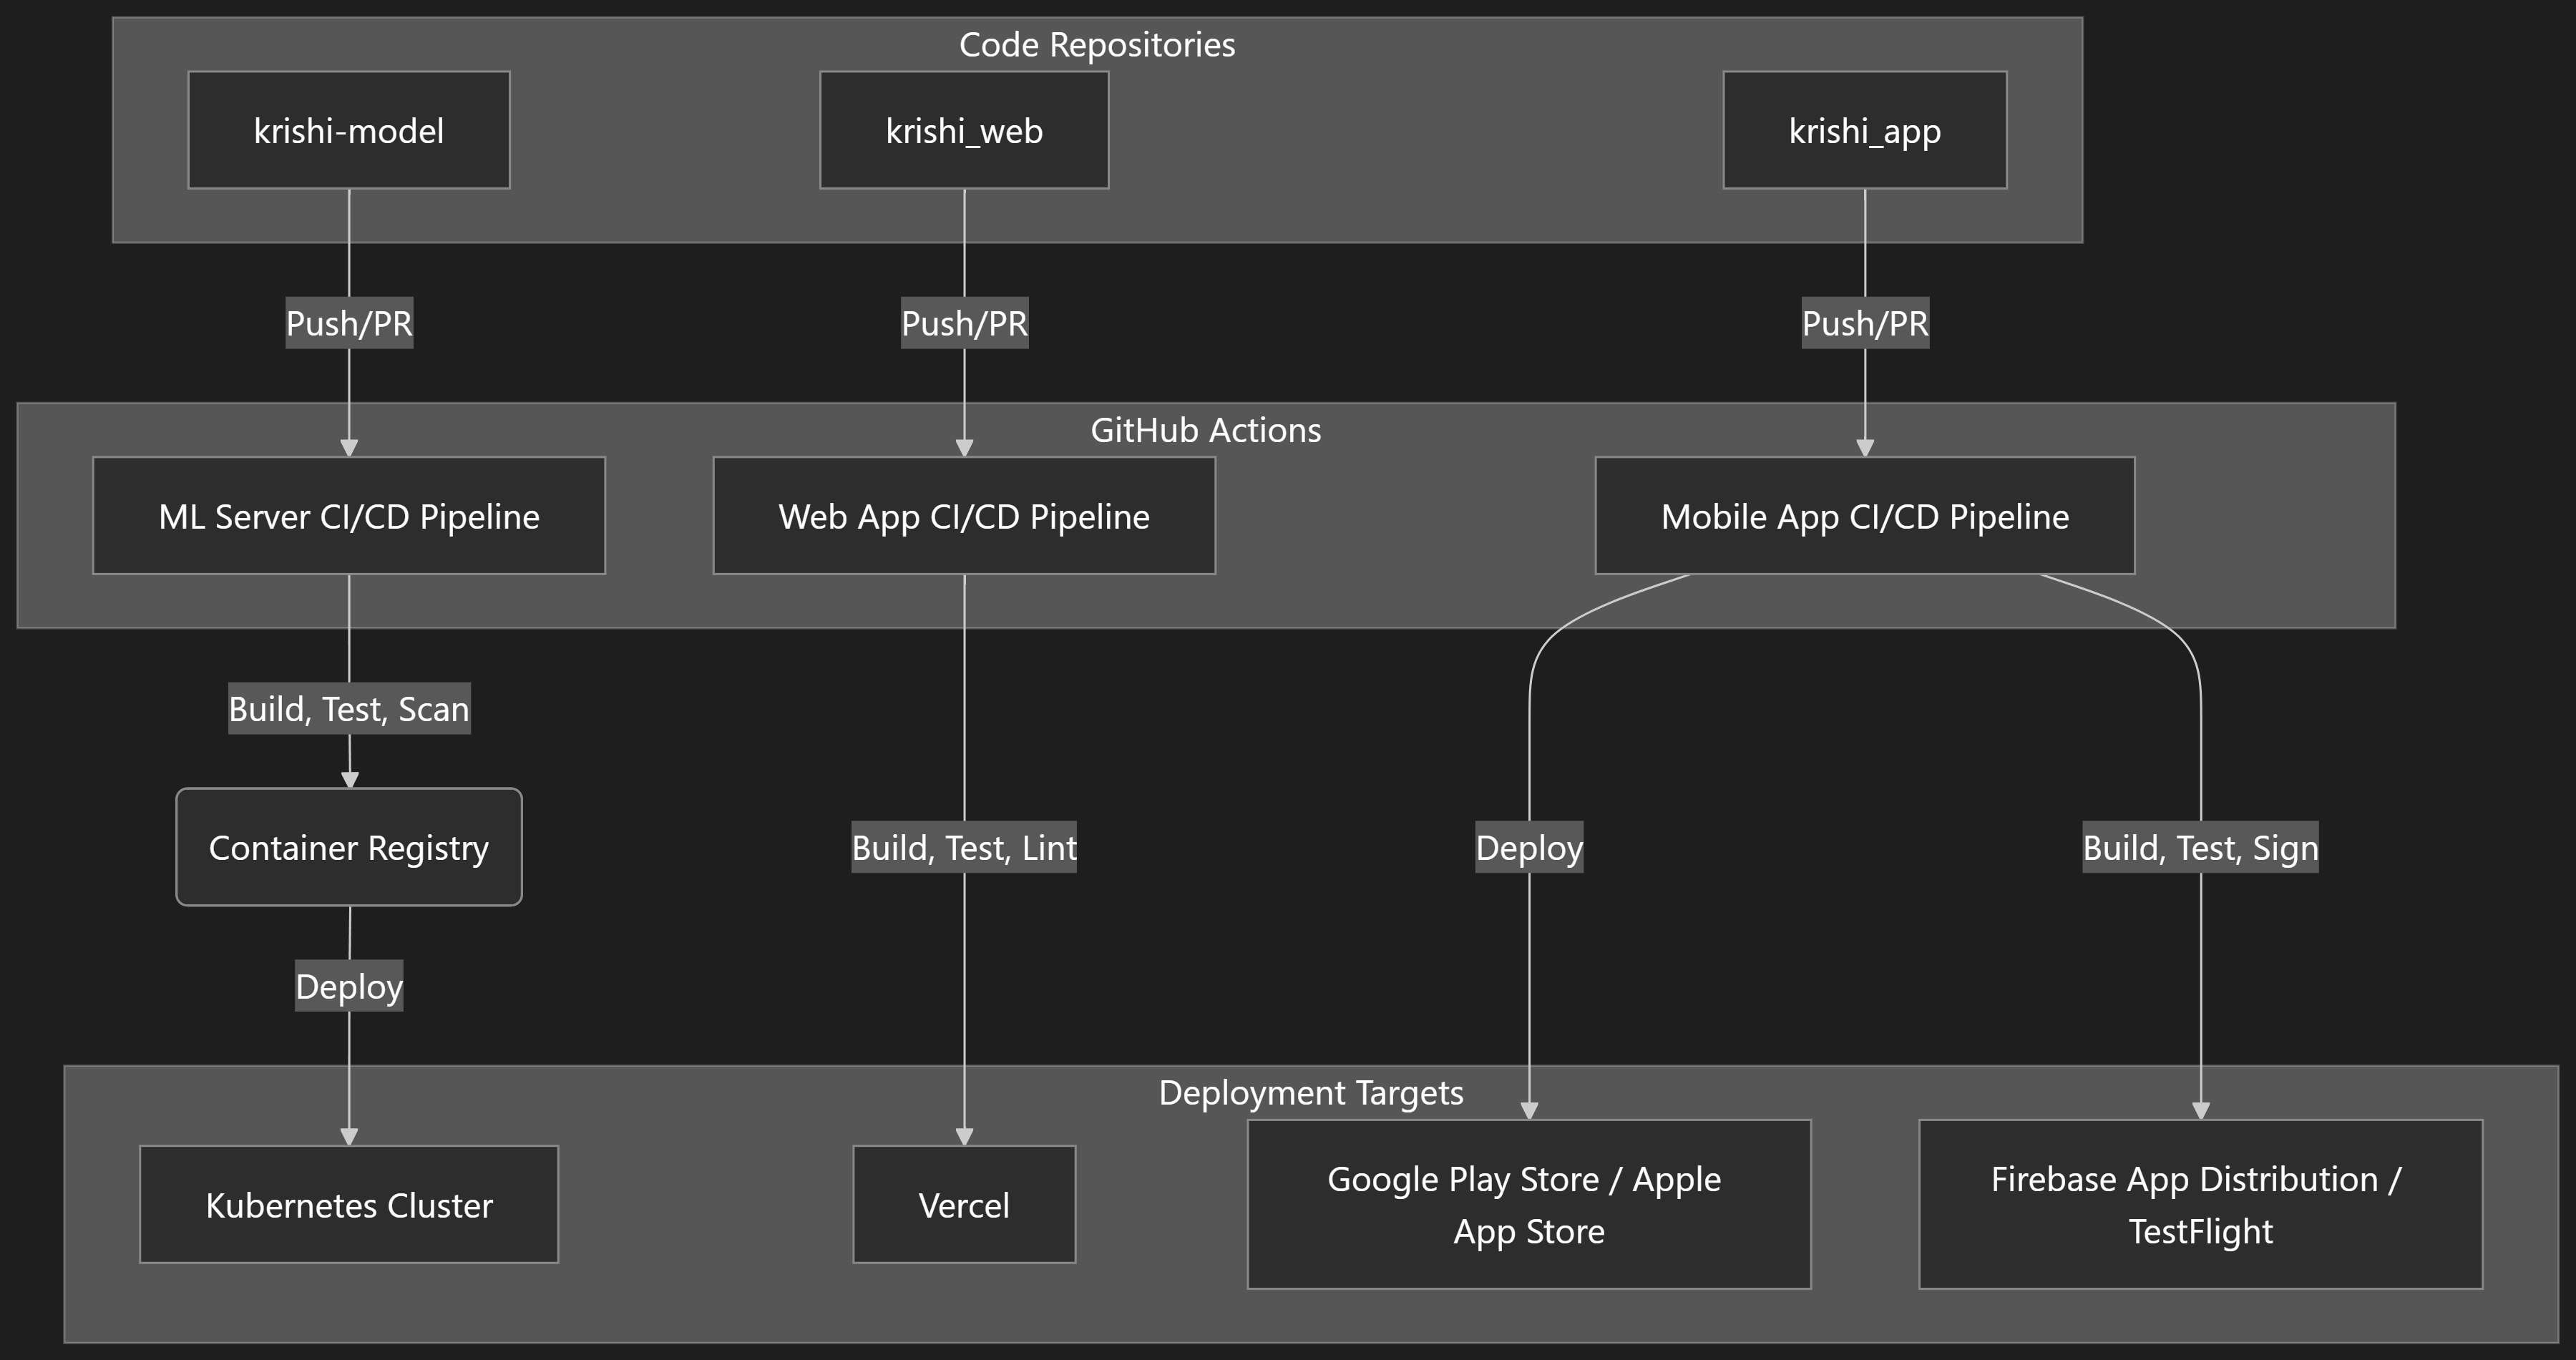 Code Repositories
krishi-model
krishi_web
krishi_app
Push/PR
Push/PR
Push/PR
GitHub Actions
ML Server CI/CD Pipeline
Web App CI/CD Pipeline
Mobile App CI/CD Pipeline
Build, Test, Scan
Container Registry
Build, Test, Lint
Deploy
Build, Test, Sign
Deploy
Deployment Targets
Kubernetes Cluster
Vercel
Google Play Store / Apple
App Store
Firebase App Distribution /
TestFlight